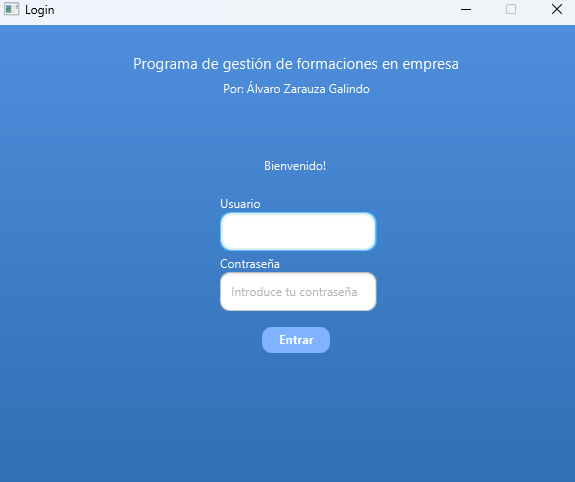 Login
Programa de gestión de formaciones en empresa
Por: Álvaro Zarauza Galindo
Bienvenido!
Usuario
Contraseña
Introduce tu contraseña
Entrar